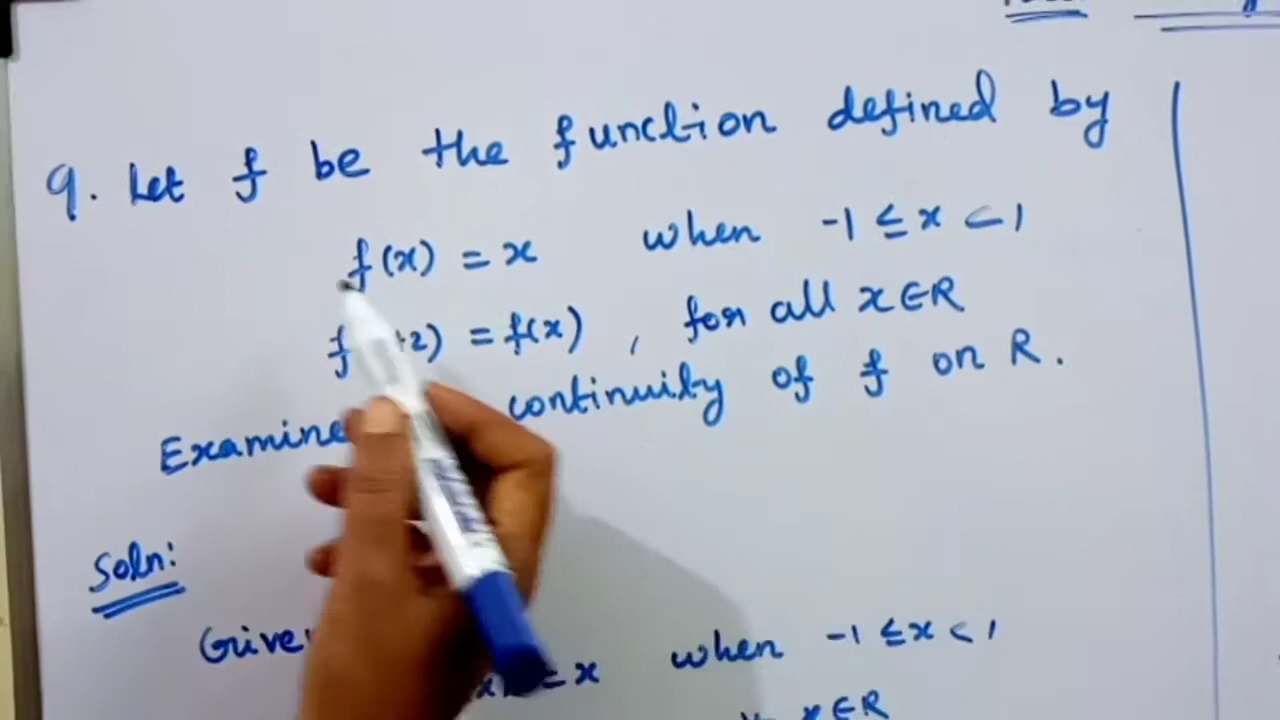 9. Let f be the function defined by
f(x) = x when -1 ≤ x < 1
f +2) = f(x) , for all x ∈ R
Examine continuity of f on R.
Soln:
Given
x when -1 ≤ x < 1
x ∈ R